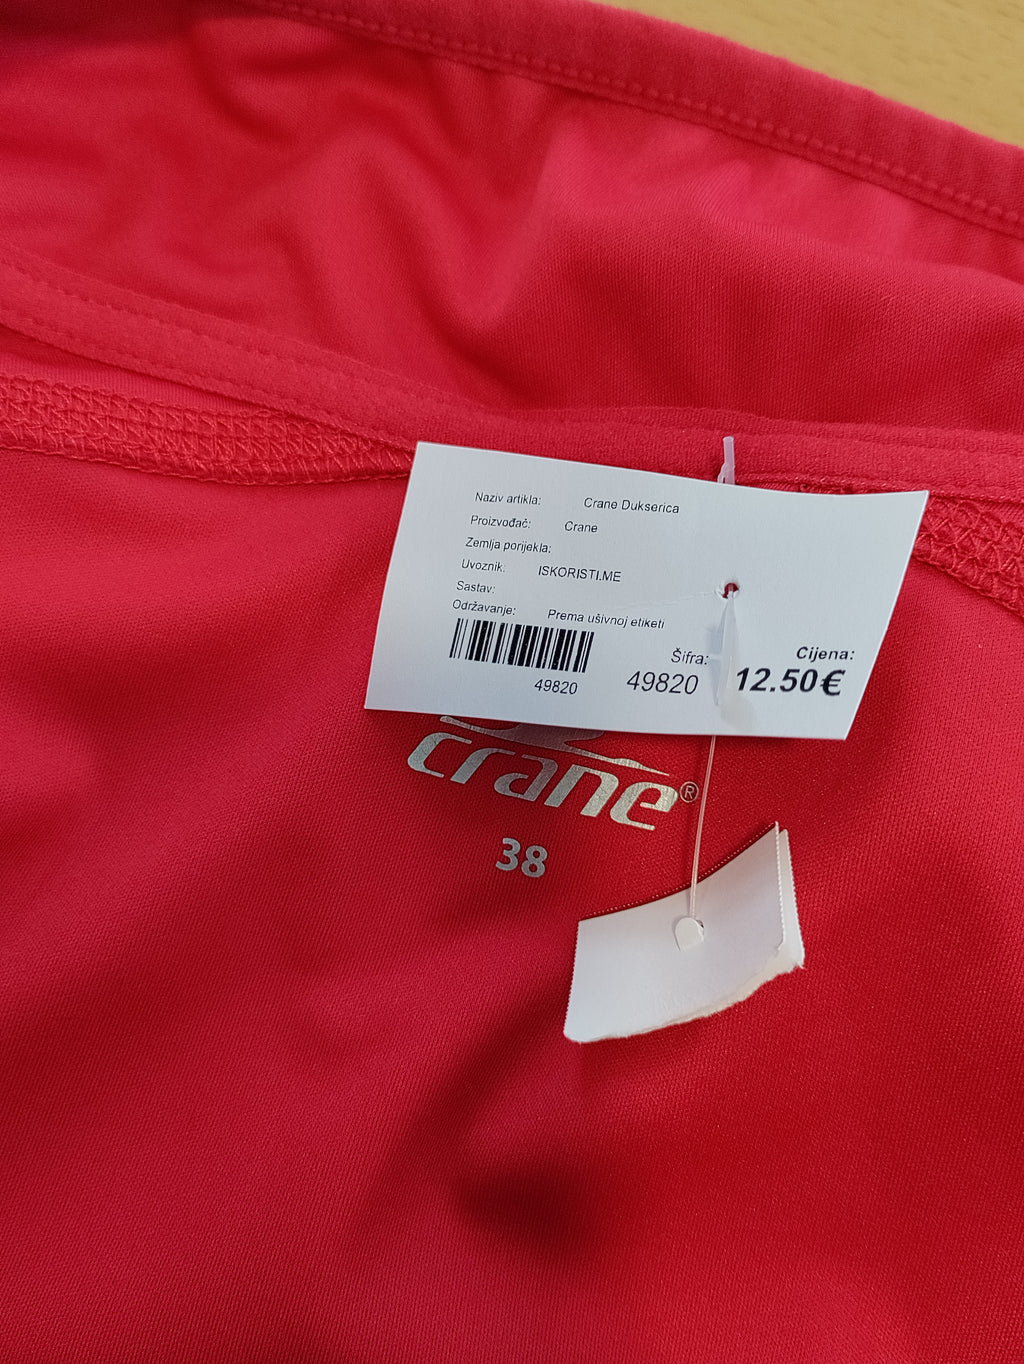 Naziv artikla: Crane Dukserica
Proizvođač: Crane
Zemlja porijekla:
Uvoznik: ISKORISTI.ME
Sastav:
Održavanje: Prema ušivnoj etiketi
49820
Šifra:
49820
Cijena:
12.50€
crane®
38